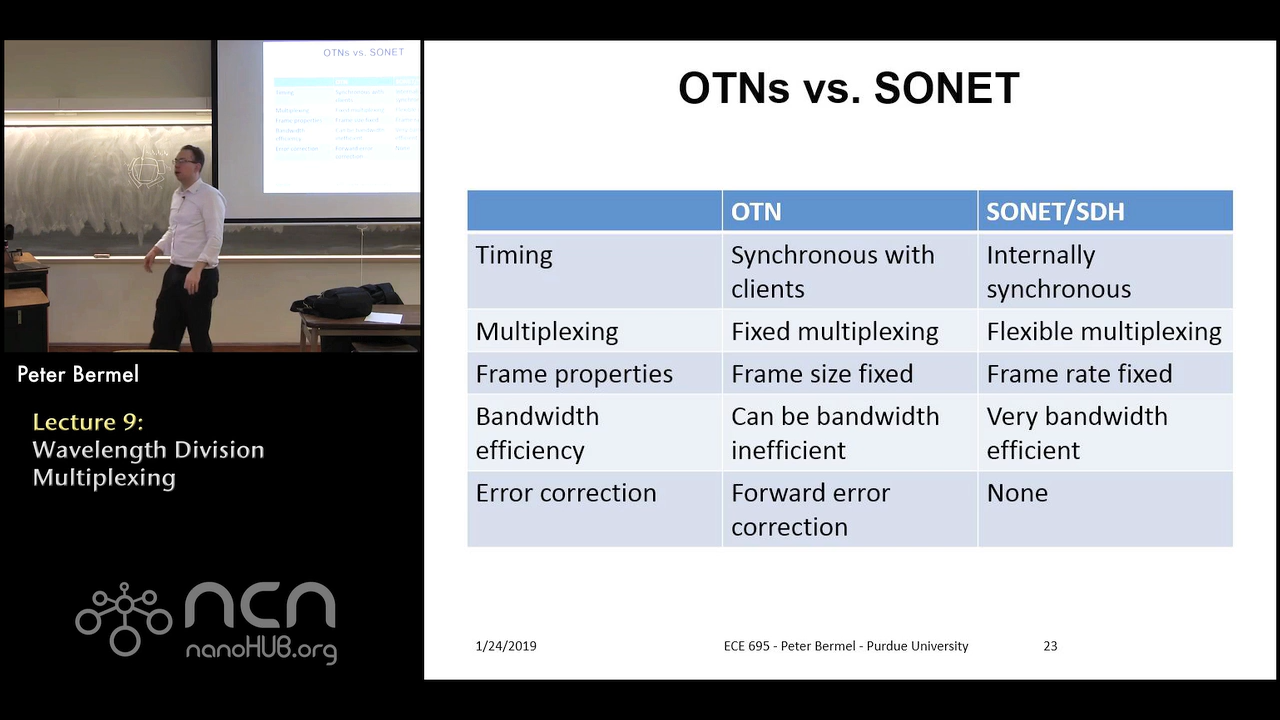 OTNs vs. SONET
OTNs vs. SONET
OTN
SONET/SDH
Timing
Synchronous with
clients
Internally
synchronous
Multiplexing
Fixed multiplexing
Flexible multiplexing
Frame properties
Frame size fixed
Frame rate fixed
Bandwidth
efficiency
Can be bandwidth
inefficient
Very bandwidth
efficient
Error correction
Forward error
correction
None
1/24/2019
ECE 695 - Peter Bermel - Purdue University
23
Peter Bermel
Lecture 9:
Wavelength Division
Multiplexing
ncn
nanoHUB.org